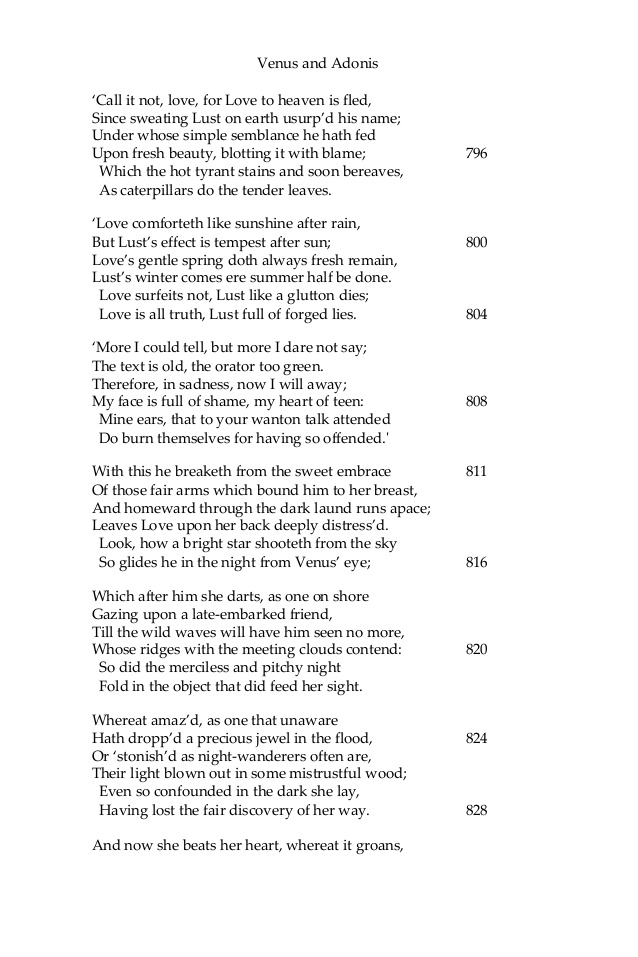 Venus and Adonis
‘Call it not, love, for Love to heaven is fled,
Since sweating Lust on earth usurp’d his name;
Under whose simple semblance he hath fed
Upon fresh beauty, blotting it with blame; 796
Which the hot tyrant stains and soon bereaves,
As caterpillars do the tender leaves.
‘Love comforteth like sunshine after rain,
But Lust’s effect is tempest after sun; 800
Love’s gentle spring doth always fresh remain,
Lust’s winter comes ere summer half be done.
Love surfeits not, Lust like a glutton dies;
Love is all truth, Lust full of forged lies. 804
‘More I could tell, but more I dare not say;
The text is old, the orator too green.
Therefore, in sadness, now I will away;
My face is full of shame, my heart of teen: 808
Mine ears, that to your wanton talk attended
Do burn themselves for having so offended.'
With this he breaketh from the sweet embrace 811
Of those fair arms which bound him to her breast,
And homeward through the dark laund runs apace;
Leaves Love upon her back deeply distress’d.
Look, how a bright star shooteth from the sky
So glides he in the night from Venus’ eye; 816
Which after him she darts, as one on shore
Gazing upon a late-embarked friend,
Till the wild waves will have him seen no more,
Whose ridges with the meeting clouds contend: 820
So did the merciless and pitchy night
Fold in the object that did feed her sight.
Whereat amaz’d, as one that unaware
Hath dropp’d a precious jewel in the flood, 824
Or ‘stonish’d as night-wanderers often are,
Their light blown out in some mistrustful wood;
Even so confounded in the dark she lay,
Having lost the fair discovery of her way. 828
And now she beats her heart, whereat it groans,